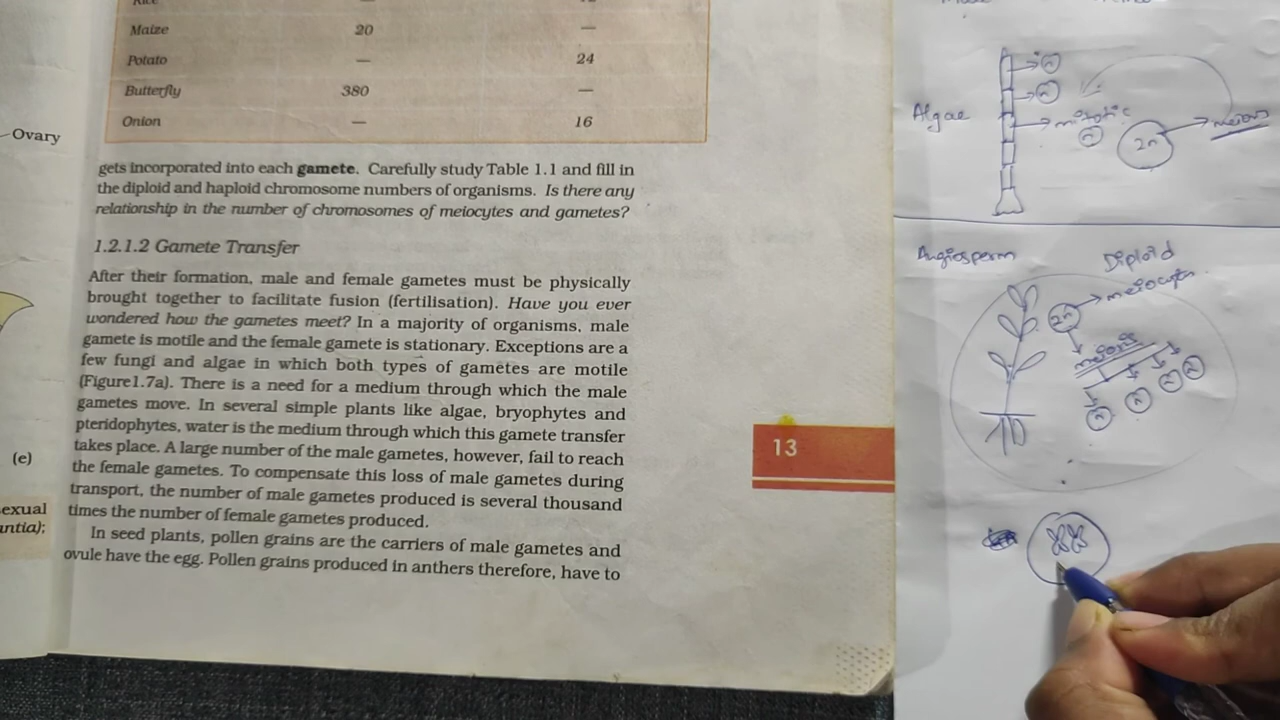 Ovary
(e)
sexual
antia);
Rice — 12
Maize 20 —
Potato — 24
Butterfly 380 —
Onion — 16
gets incorporated into each gamete. Carefully study Table 1.1 and fill in
the diploid and haploid chromosome numbers of organisms. Is there any
relationship in the number of chromosomes of meiocytes and gametes?
1.2.1.2 Gamete Transfer
After their formation, male and female gametes must be physically
brought together to facilitate fusion (fertilisation). Have you ever
wondered how the gametes meet? In a majority of organisms, male
gamete is motile and the female gamete is stationary. Exceptions are a
few fungi and algae in which both types of gametes are motile
(Figure1.7a). There is a need for a medium through which the male
gametes move. In several simple plants like algae, bryophytes and
pteridophytes, water is the medium through which this gamete transfer
takes place. A large number of the male gametes, however, fail to reach
the female gametes. To compensate this loss of male gametes during
transport, the number of male gametes produced is several thousand
times the number of female gametes produced.
In seed plants, pollen grains are the carriers of male gametes and
ovule have the egg. Pollen grains produced in anthers therefore, have to
13
Algae
n
n
mitotic
n
2n
meiosis
Angiosperm
Diploid
2n
meiocyte
meiosis
n
n
n
n